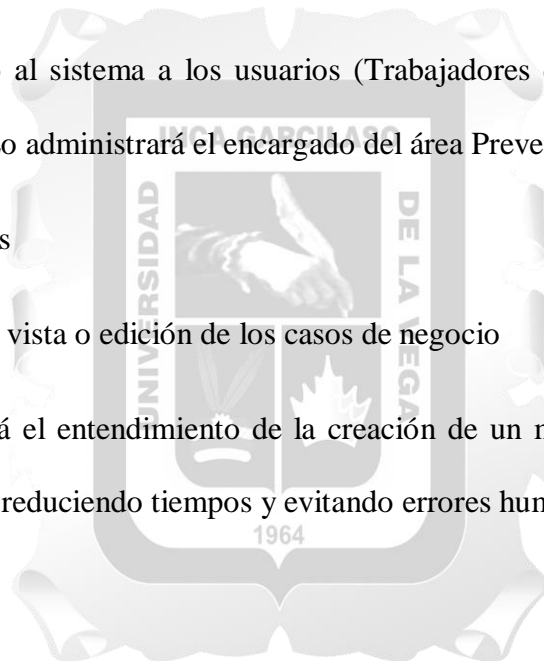 al sistema a los usuarios (Trabajadores
INCA GARCILASO
o administrará el encargado del área Preve
UNIVERSIDAD
DE LA VEGA
s
vista o edición de los casos de negocio
á el entendimiento de la creación de un
reduciendo tiempos y evitando errores hum
1964